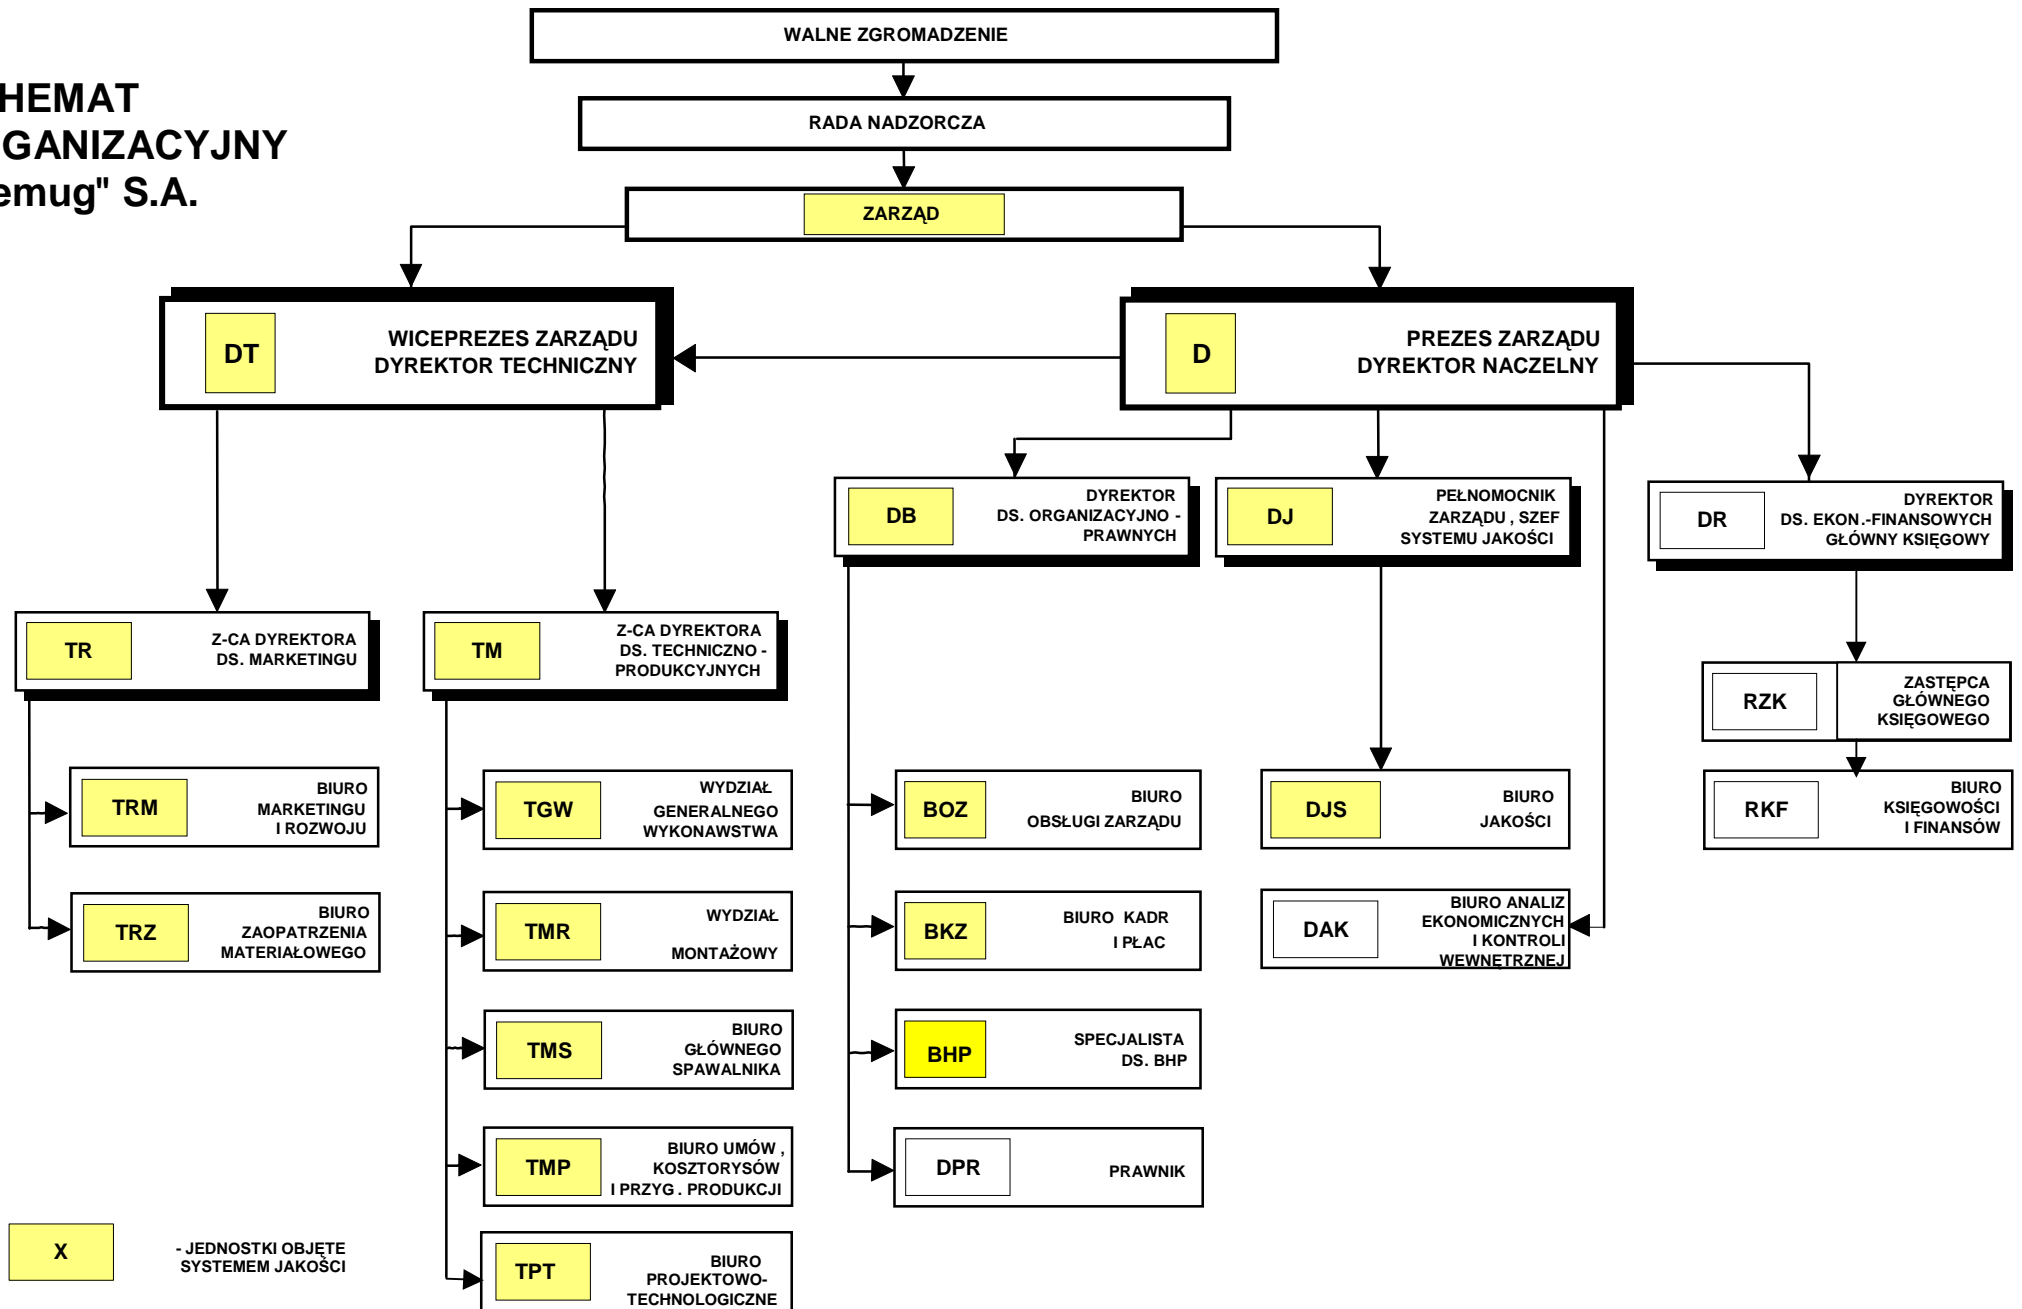 WALNE ZGROMADZENIE
HEMAT
GANIZACYJNY
emug" S.A.
RADA NADZORCZA
ZARZĄD
DT
WICEPREZES ZARZĄDU
DYREKTOR TECHNICZNY
D
PREZES ZARZĄDU
DYREKTOR NACZELNY
DB
DYREKTOR
DS. ORGANIZACYJNO -
PRAWNYCH
DJ
PEŁNOMOCNIK
ZARZĄDU , SZEF
SYSTEMU JAKOŚCI
DR
DYREKTOR
DS. EKON.-FINANSOWYCH
GŁÓWNY KSIĘGOWY
TR
Z-CA DYREKTORA
DS. MARKETINGU
TM
Z-CA DYREKTORA
DS. TECHNICZNO -
PRODUKCYJNYCH
RZK
ZASTĘPCA
GŁÓWNEGO
KSIĘGOWEGO
TRM
BIURO
MARKETINGU
I ROZWOJU
TGW
WYDZIAŁ
GENERALNEGO
WYKONAWSTWA
BOZ
BIURO
OBSŁUGI ZARZĄDU
DJS
BIURO
JAKOŚCI
RKF
BIURO
KSIĘGOWOŚCI
I FINANSÓW
TRZ
BIURO
ZAOPATRZENIA
MATERIAŁOWEGO
TMR
WYDZIAŁ
MONTAŻOWY
BKZ
BIURO KADR
I PŁAC
DAK
BIURO ANALIZ
EKONOMICZNYCH
I KONTROLI
WEWNĘTRZNEJ
TMS
BIURO
GŁÓWNEGO
SPAWALNIKA
BHP
SPECJALISTA
DS. BHP
TMP
BIURO UMÓW ,
KOSZTORYSÓW
I PRZYG . PRODUKCJI
DPR
PRAWNIK
X
- JEDNOSTKI OBJĘTE
SYSTEMEM JAKOŚCI
TPT
BIURO
PROJEKTOWO-
TECHNOLOGICZNE